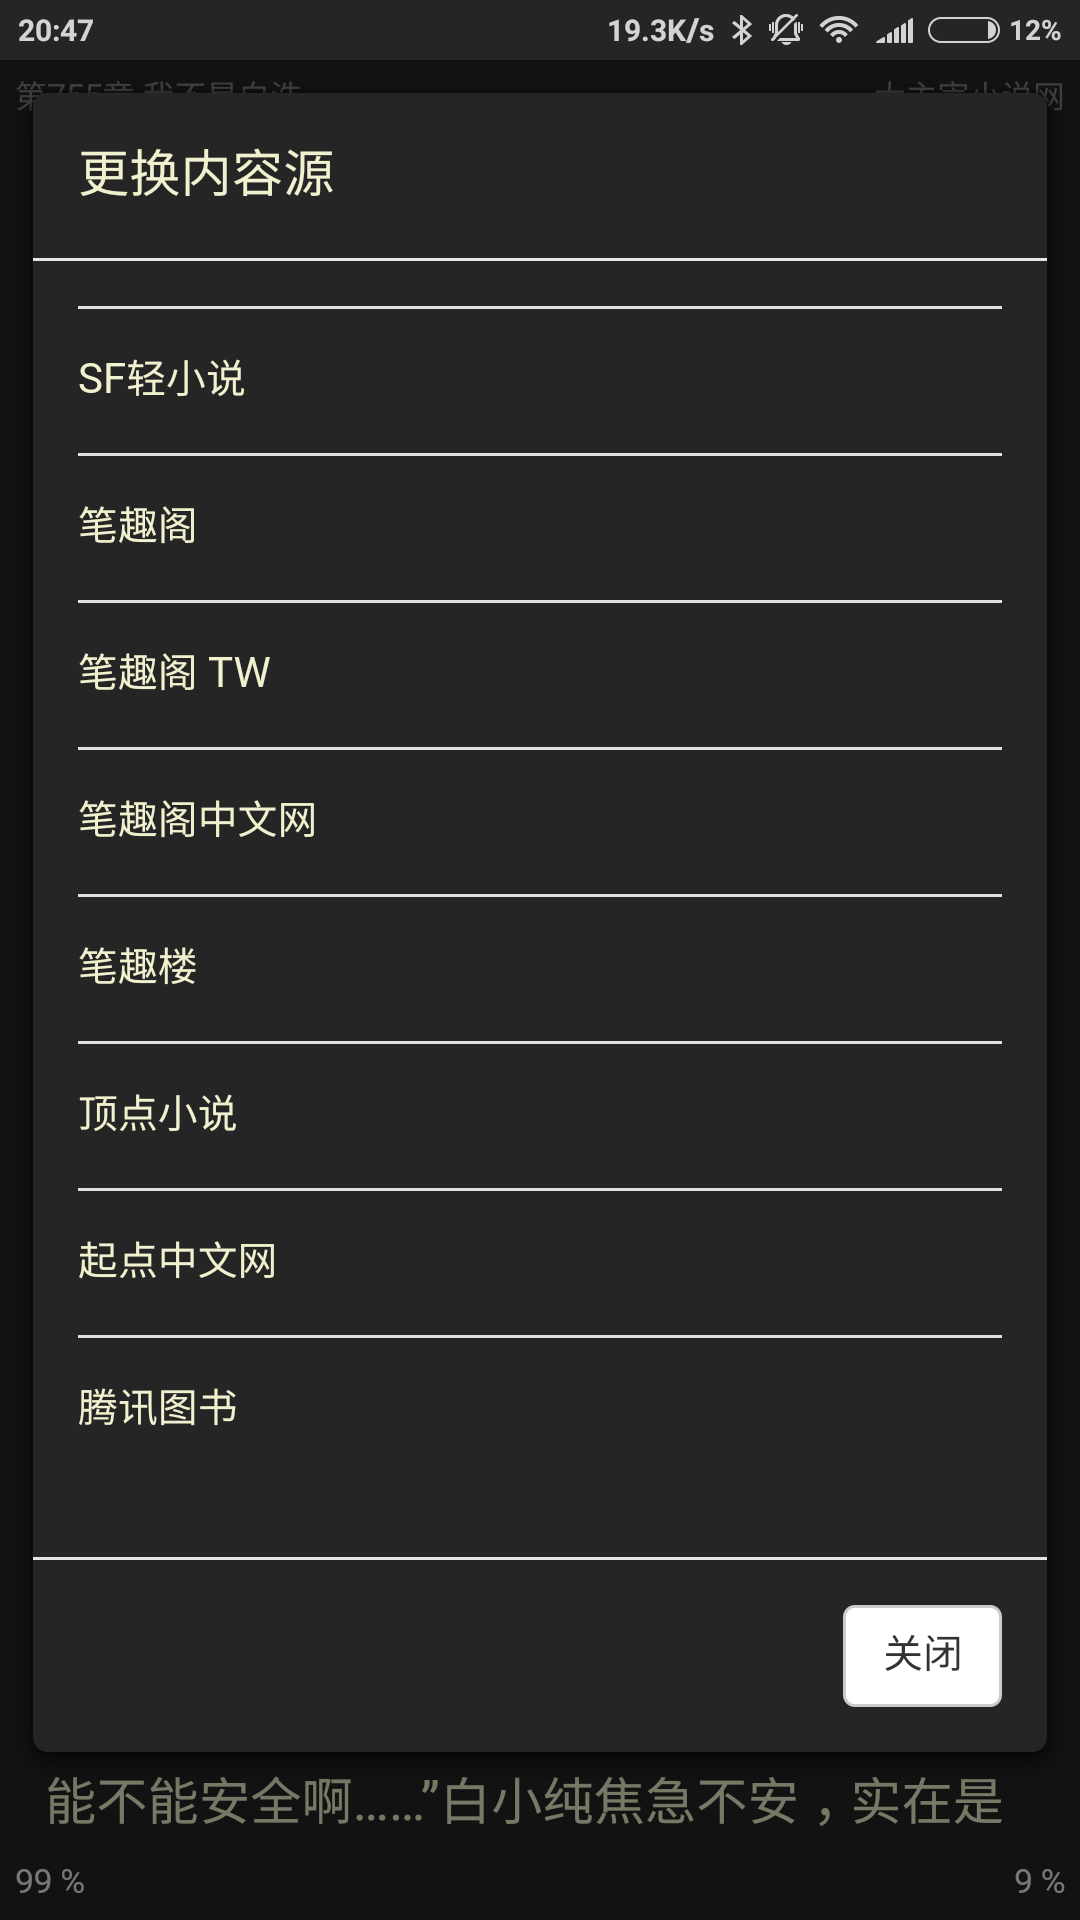 20:47 19.3K/s 12%
更换内容源
SF轻小说
笔趣阁
笔趣阁 TW
笔趣阁中文网
笔趣楼
顶点小说
起点中文网
腾讯图书
关闭
能不能安全啊……”白小纯焦急不安，实在是
99 % 9 %